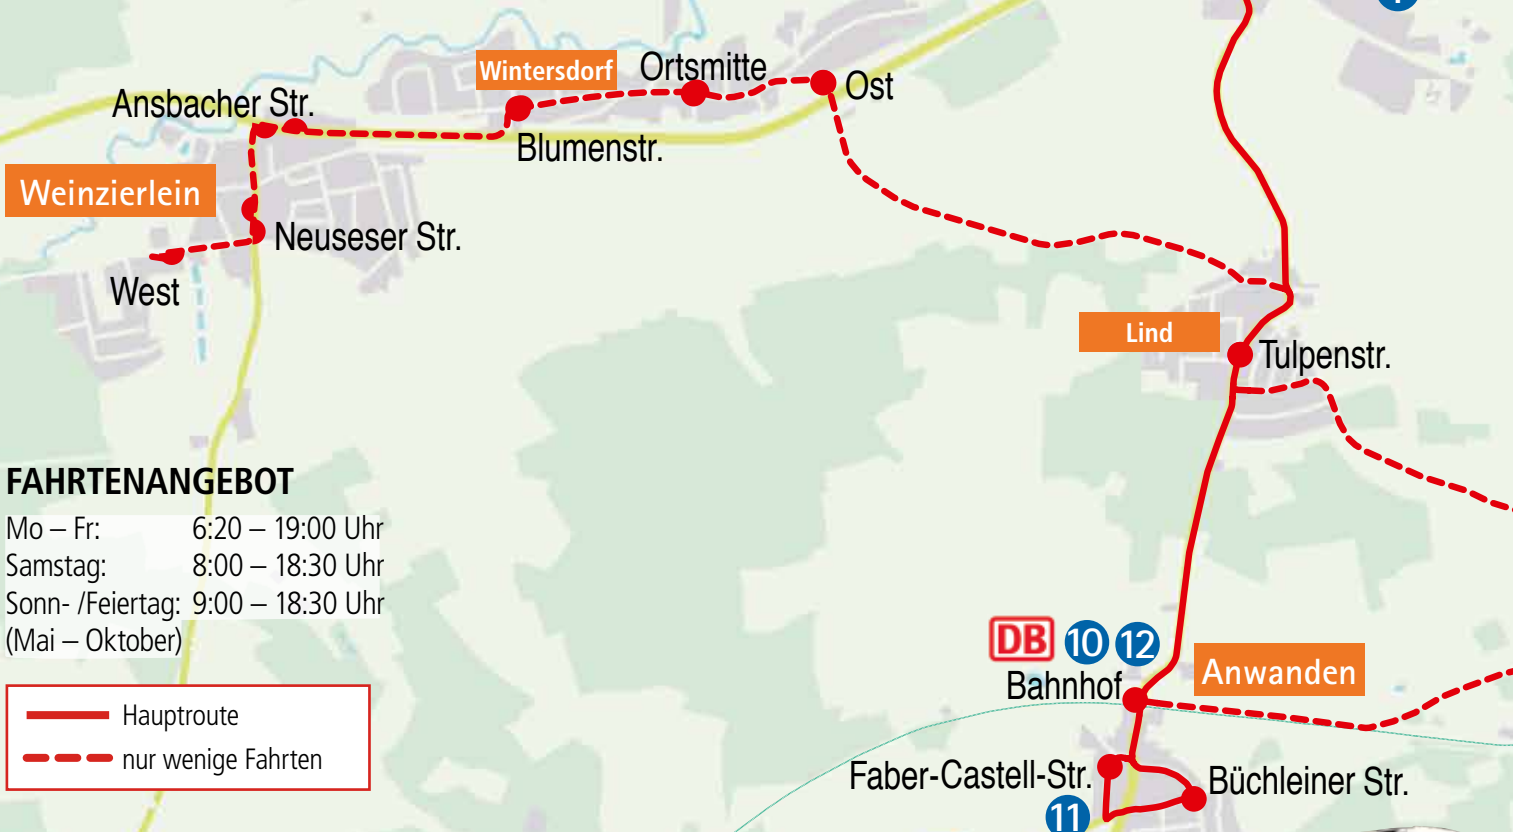 Wintersdorf
Ortsmitte
Ost
Ansbacher Str.
Blumenstr.
Weinzierlein
Neuseser Str.
West
Lind
Tulpenstr.
FAHRTENANGEBOT
Mo – Fr: 6:20 – 19:00 Uhr
Samstag: 8:00 – 18:30 Uhr
Sonn- /Feiertag: 9:00 – 18:30 Uhr
(Mai – Oktober)
Hauptroute
nur wenige Fahrten
DB 10 12
Bahnhof
Anwanden
Faber-Castell-Str.
Büchleiner Str.
11